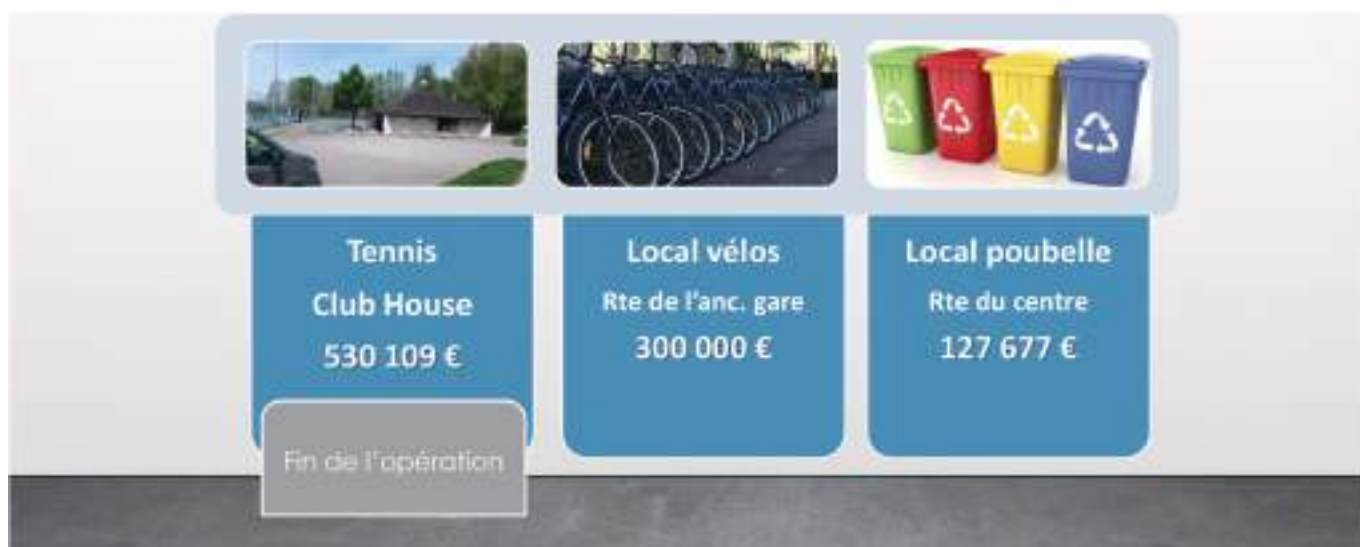 Tennis
Club House
530 109 €
Fin de l'opération
Local vélos
Rte de l'anc. gare
300 000 €
Local poubelle
Rte du centre
127 677 €